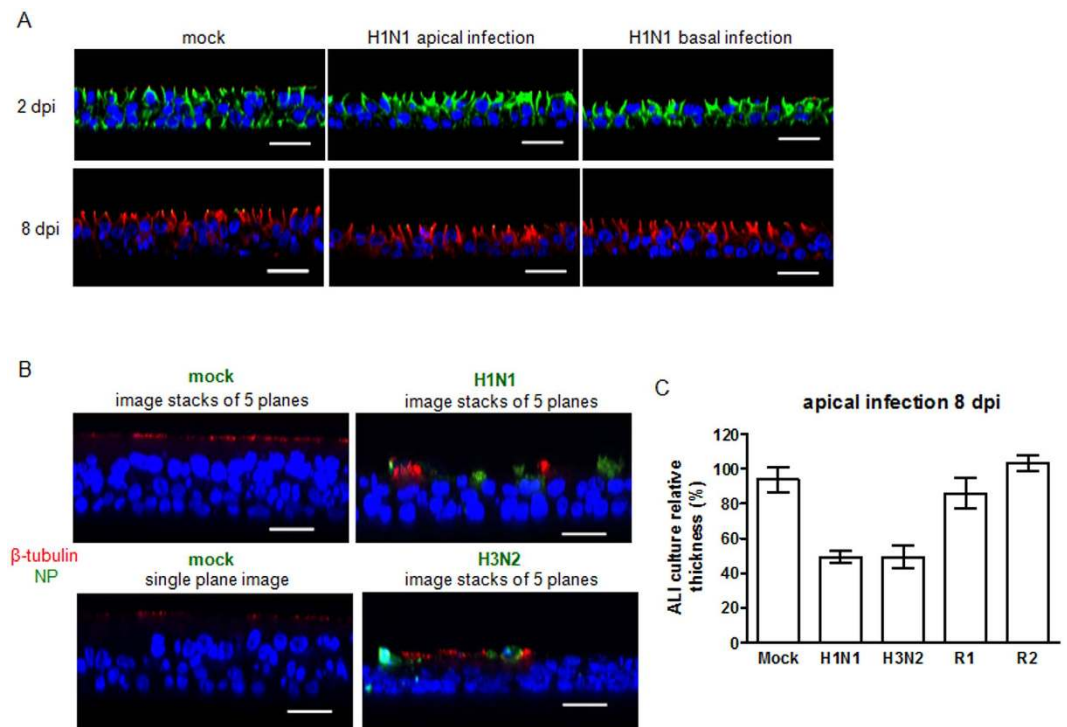 A
mock
H1N1 apical infection
H1N1 basal infection
2 dpi
8 dpi
B
mock
image stacks of 5 planes
H1N1
image stacks of 5 planes
β-tubulin
NP
mock
single plane image
H3N2
image stacks of 5 planes
C
apical infection 8 dpi
ALI culture relative
thickness (%)
120
100
80
60
40
20
0
Mock
H1N1
H3N2
R1
R2